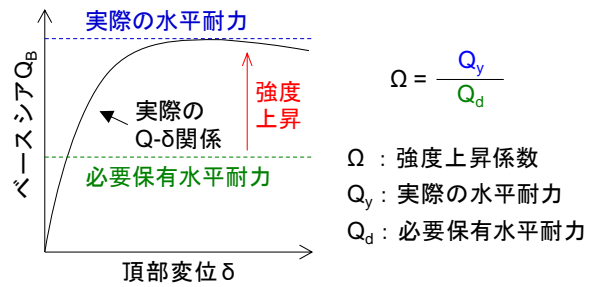 実際の水平耐力
ベースシアQB
強度
上昇
実際の
Q-δ関係
必要保有水平耐力
頂部変位δ
Ω = Qy
Qd
Ω ：強度上昇係数
Qy：実際の水平耐力
Qd：必要保有水平耐力